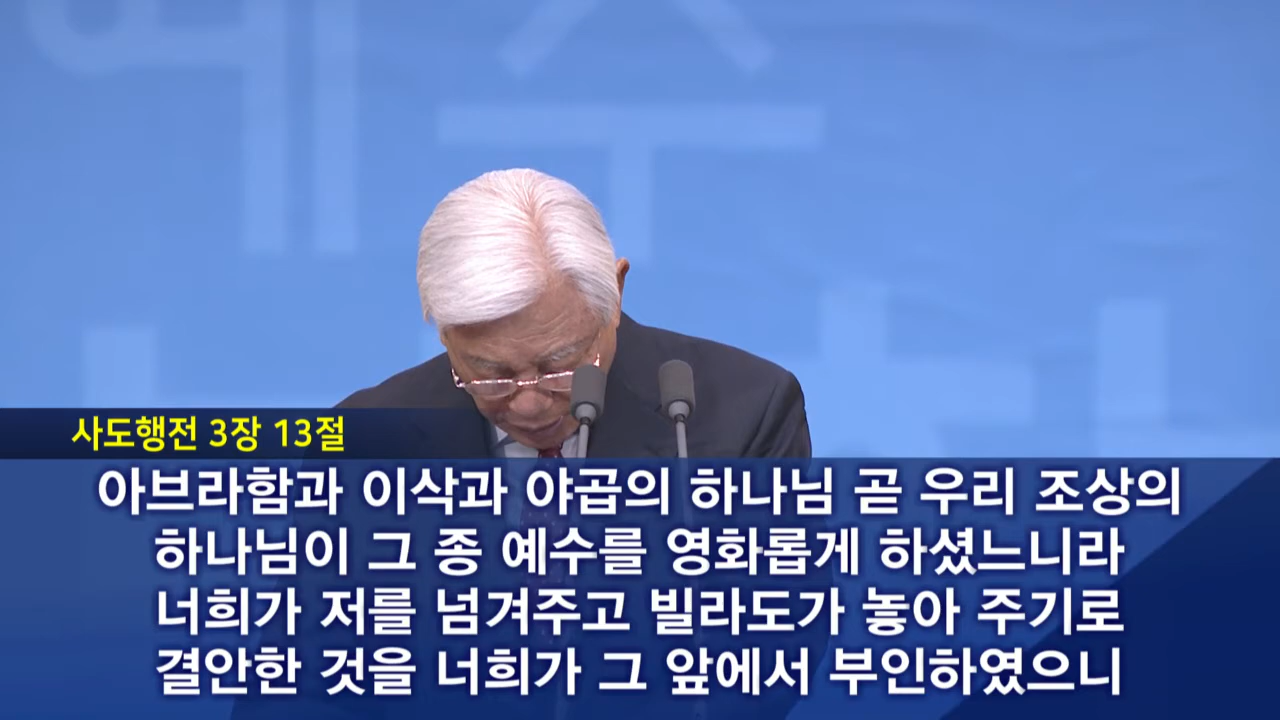 예수
사도행전 3장 13절
아브라함과 이삭과 야곱의 하나님 곧 우리 조상의
하나님이 그 종 예수를 영화롭게 하셨느니라
너희가 저를 넘겨주고 빌라도가 놓아 주기로
결안한 것을 너희가 그 앞에서 부인하였으니